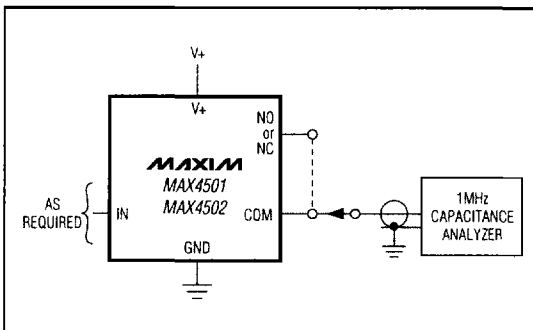 V+
V+
NO
or
NC
MAXIM
MAX4501
MAX4502
AS
REQUIRED
IN
COM
GND
1MHz
CAPACITANCE
ANALYZER